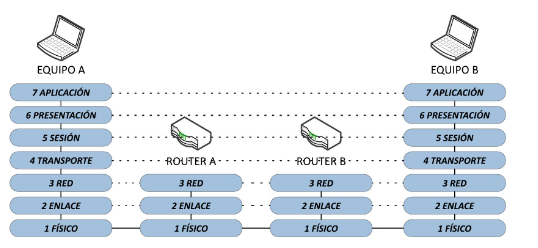 EQUIPO A
EQUIPO B
7 APLICACIÓN
7 APLICACIÓN
6 PRESENTACIÓN
6 PRESENTACIÓN
5 SESIÓN
5 SESIÓN
4 TRANSPORTE
ROUTER A
ROUTER B
4 TRANSPORTE
3 RED
3 RED
3 RED
3 RED
2 ENLACE
2 ENLACE
2 ENLACE
2 ENLACE
1 FÍSICO
1 FÍSICO
1 FÍSICO
1 FÍSICO